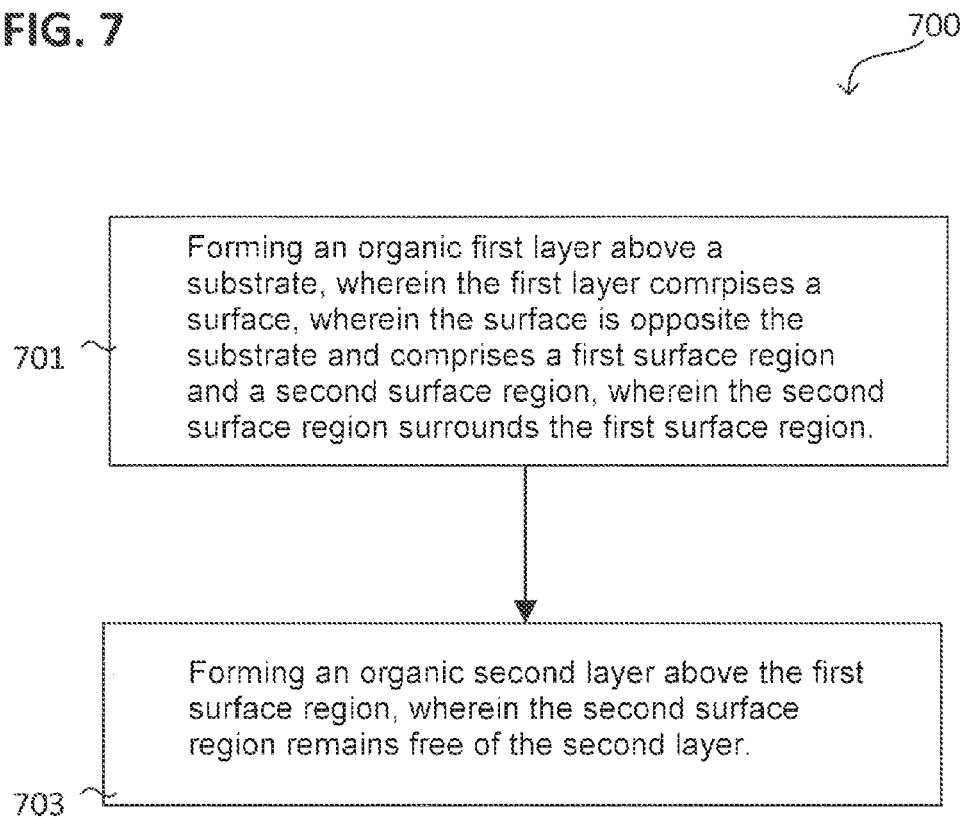 FIG. 7
700
Forming an organic first layer above a
substrate, wherein the first layer comrpises a
surface, wherein the surface is opposite the
substrate and comprises a first surface region
and a second surface region, wherein the second
surface region surrounds the first surface region.
701
Forming an organic second layer above the first
surface region, wherein the second surface
region remains free of the second layer.
703